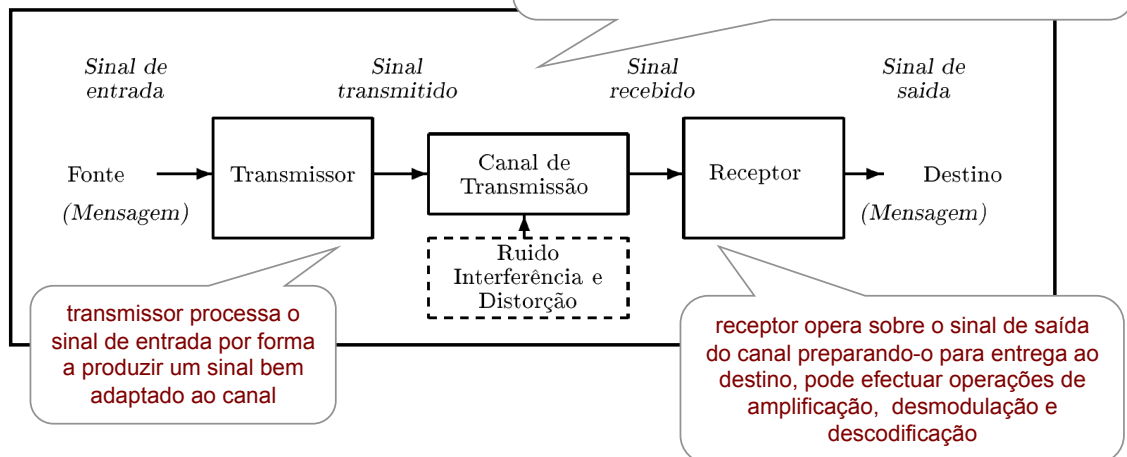 Sinal de
entrada
Sinal
transmitido
Sinal
recebido
Sinal de
saida
Fonte
(Mensagem)
Transmissor
Canal de
Transmissão
Receptor
Destino
(Mensagem)
Ruido
Interferência e
Distorção
transmissor processa o
sinal de entrada por forma
a produzir um sinal bem
adaptado ao canal
receptor opera sobre o sinal de saída
do canal preparando-o para entrega ao
destino, pode efectuar operações de
amplificação, desmodulação e
descodificação